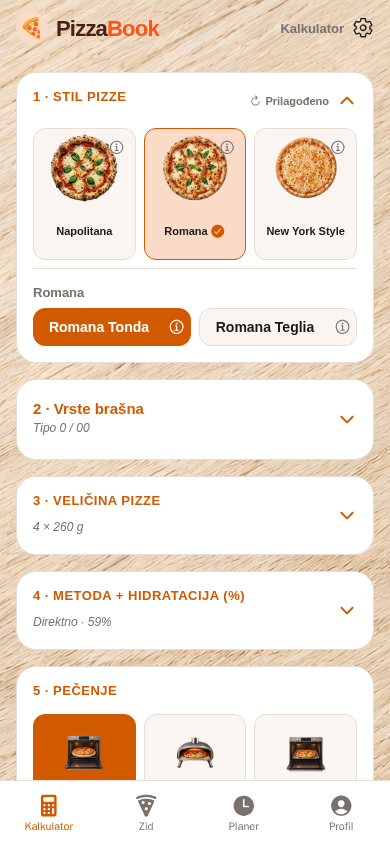 PizzaBook
Kalkulator
1 · STIL PIZZE
Prilagođeno
Napolitana
Romana
New York Style
Romana
Romana Tonda
Romana Teglia
2 · Vrste brašna
Tipo 0 / 00
3 · VELIČINA PIZZE
4 × 260 g
4 · METODA + HIDRATACIJA (%)
Direktno · 59%
5 · PEČENJE
Kalkulator
Zid
Planer
Profil